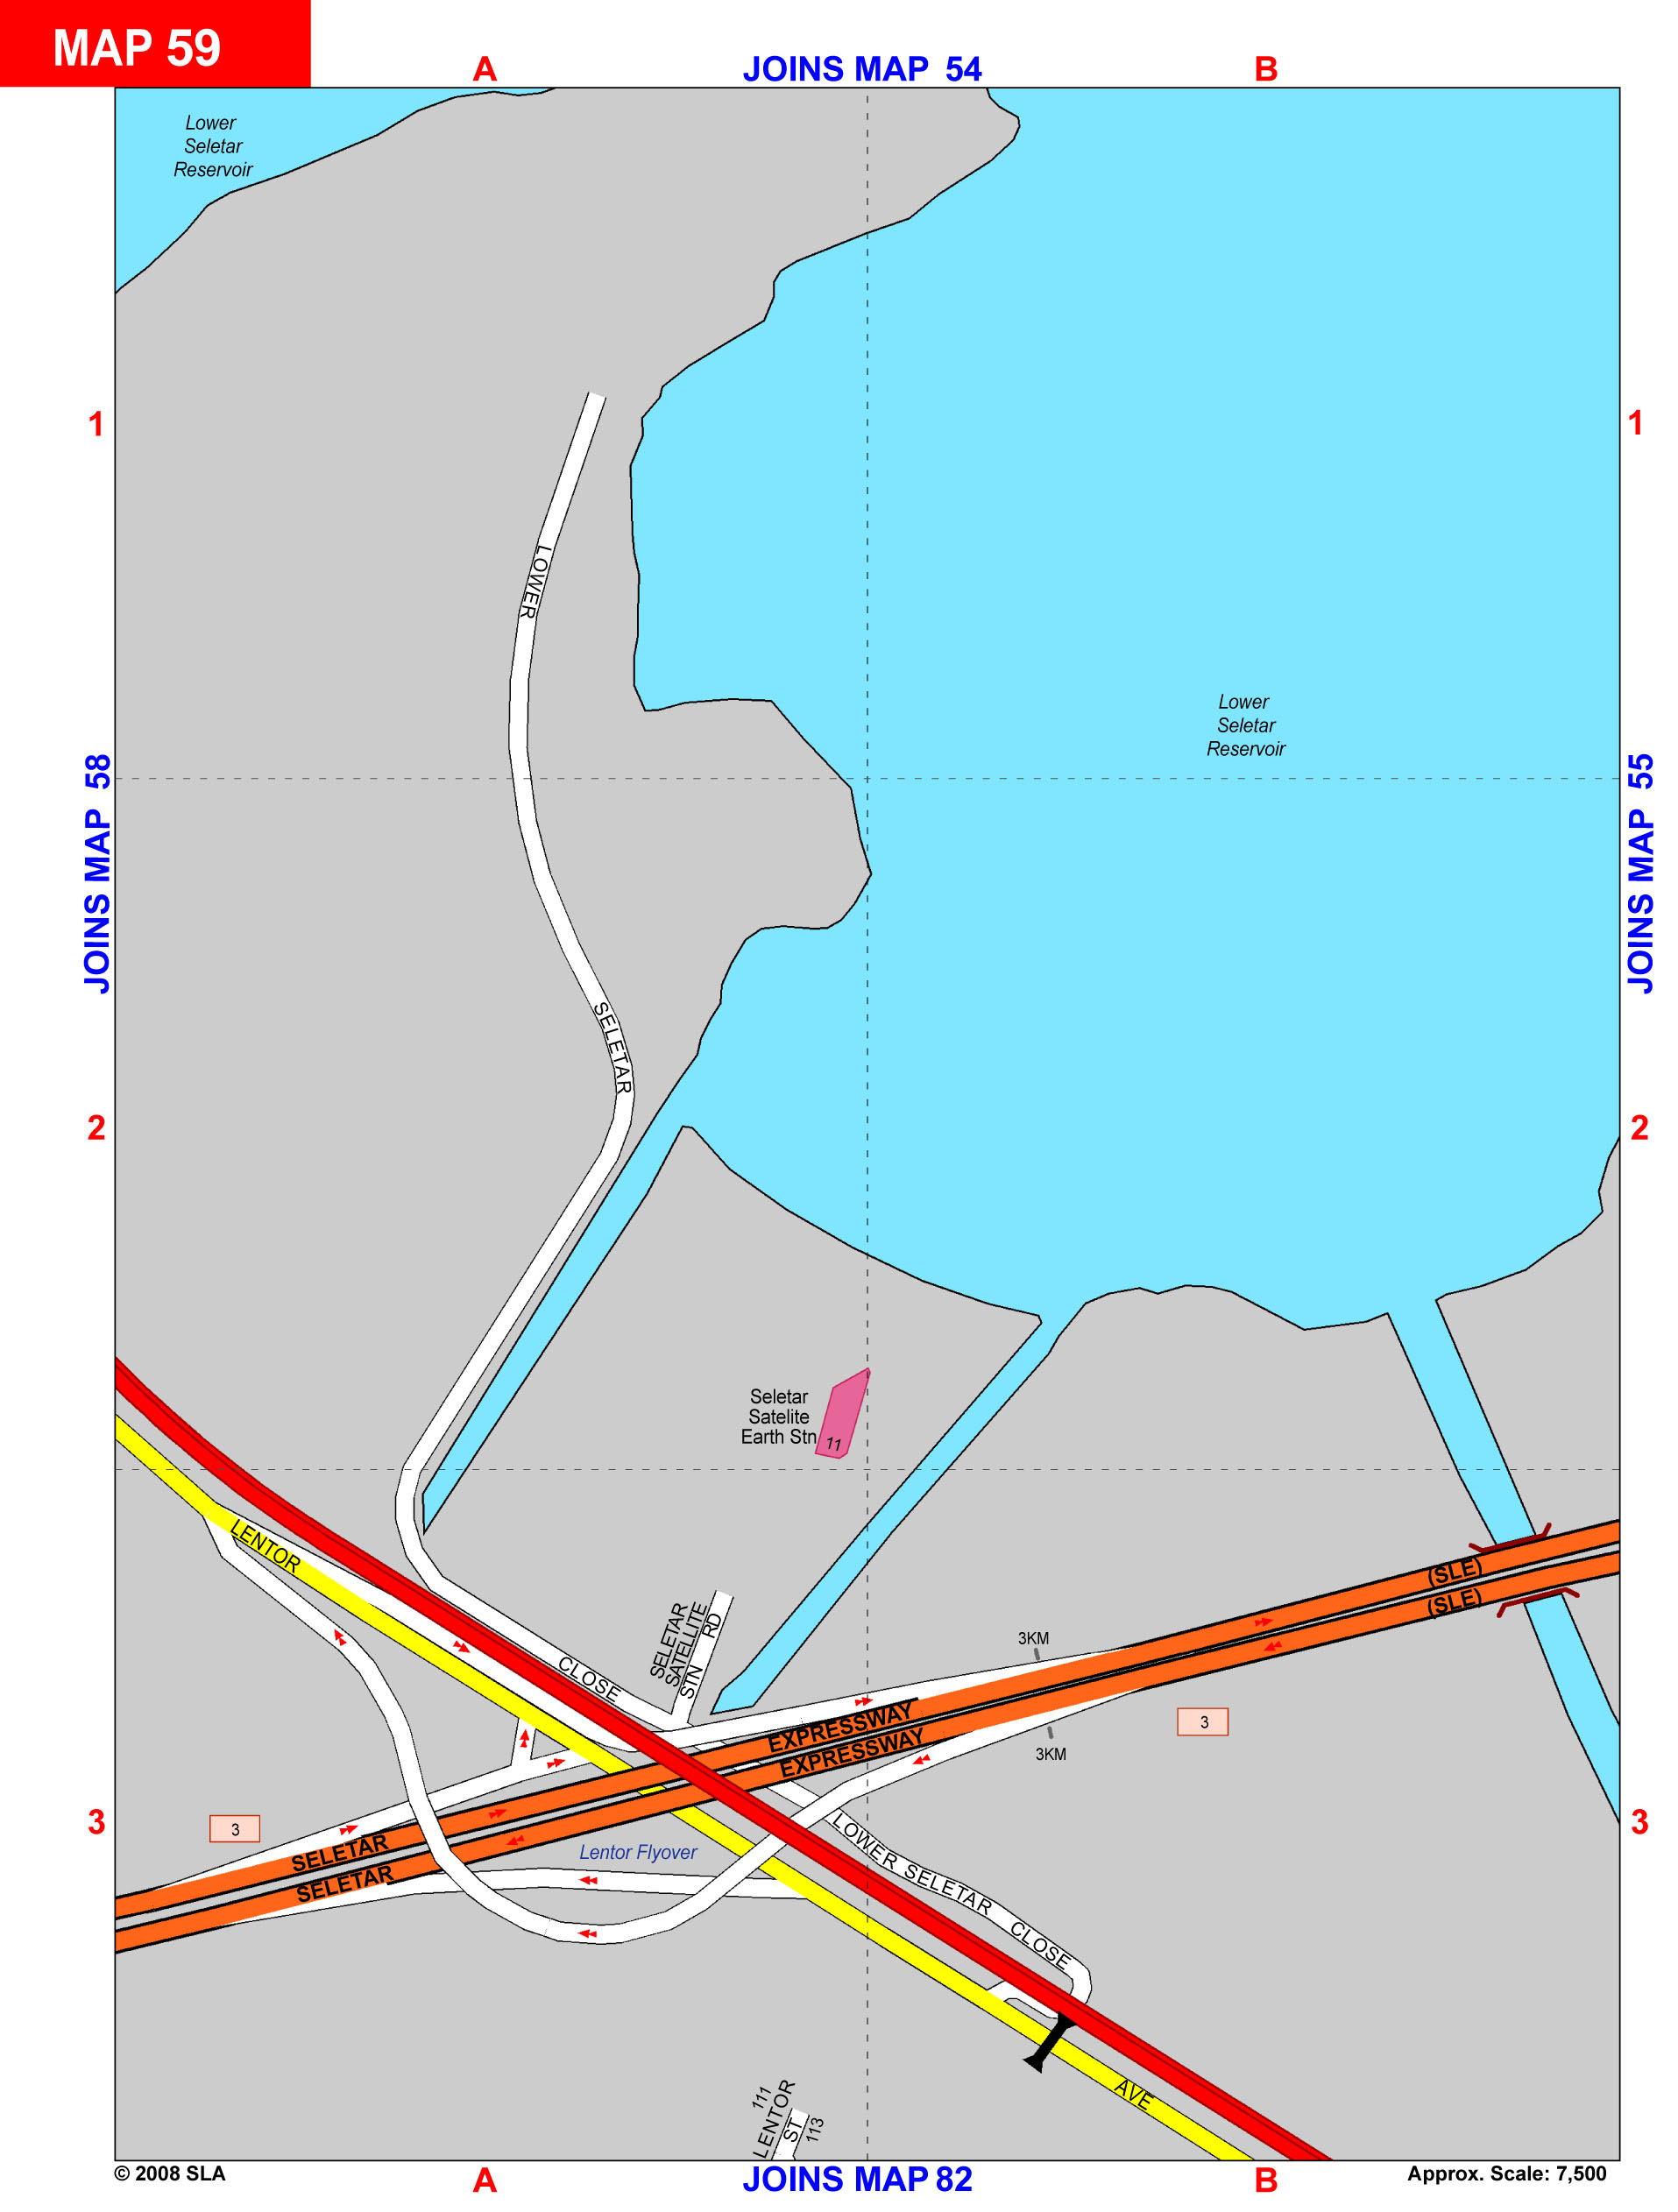 MAP 59
A
JOINS MAP 54
B
Lower
Seletar
Reservoir
1
1
LOWER
Lower
Seletar
Reservoir
JOINS MAP 58
JOINS MAP 55
SELETAR
2
2
Seletar
Satelite
Earth Stn
11
LENTOR
(SLE)
(SLE)
SELETAR
SATELLITE
STN RD
CLOSE
3KM
EXPRESSWAY
EXPRESSWAY
3
3KM
3
3
3
SELETAR
SELETAR
Lentor Flyover
LOWER SELETAR CLOSE
AVE
111
LENTOR
ST
113
© 2008 SLA
A
JOINS MAP 82
B
Approx. Scale: 7,500